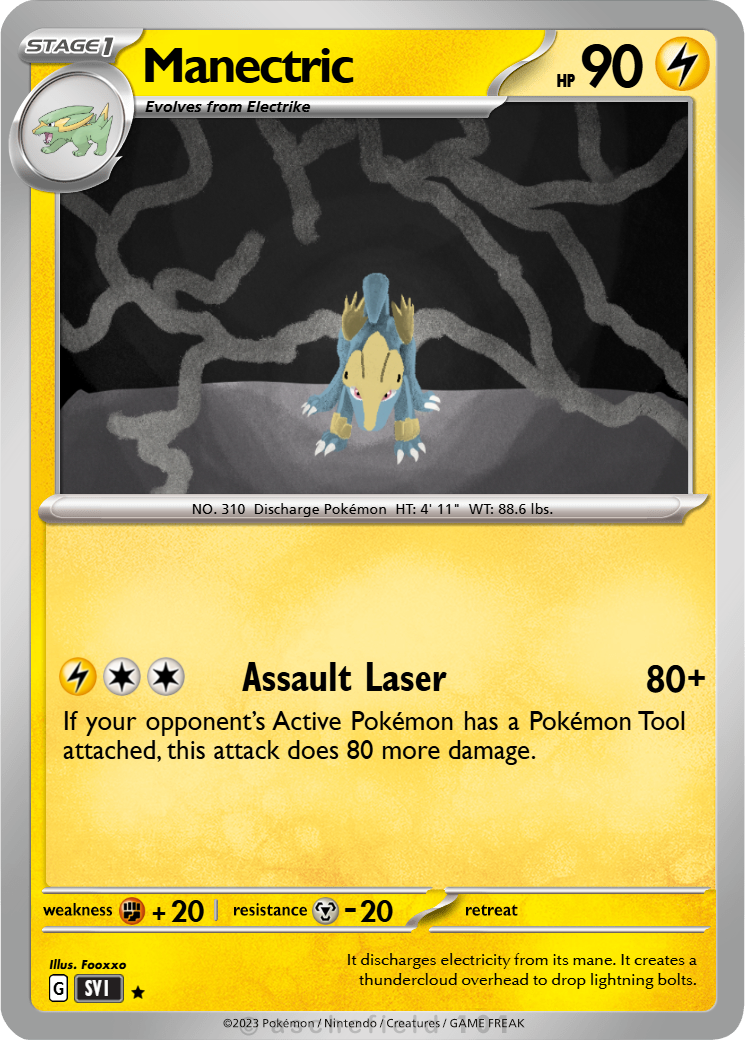 STAGE1
Manectric
HP 90
Evolves from Electrike
NO. 310 Discharge Pokémon HT: 4' 11" WT: 88.6 lbs.
Assault Laser 80+
If your opponent's Active Pokémon has a Pokémon Tool
attached, this attack does 80 more damage.
weakness +20 resistance -20 retreat
Illus. Fooxxo
It discharges electricity from its mane. It creates a
thundercloud overhead to drop lightning bolts.
G SVI
©2023 Pokémon / Nintendo / Creatures / GAME FREAK